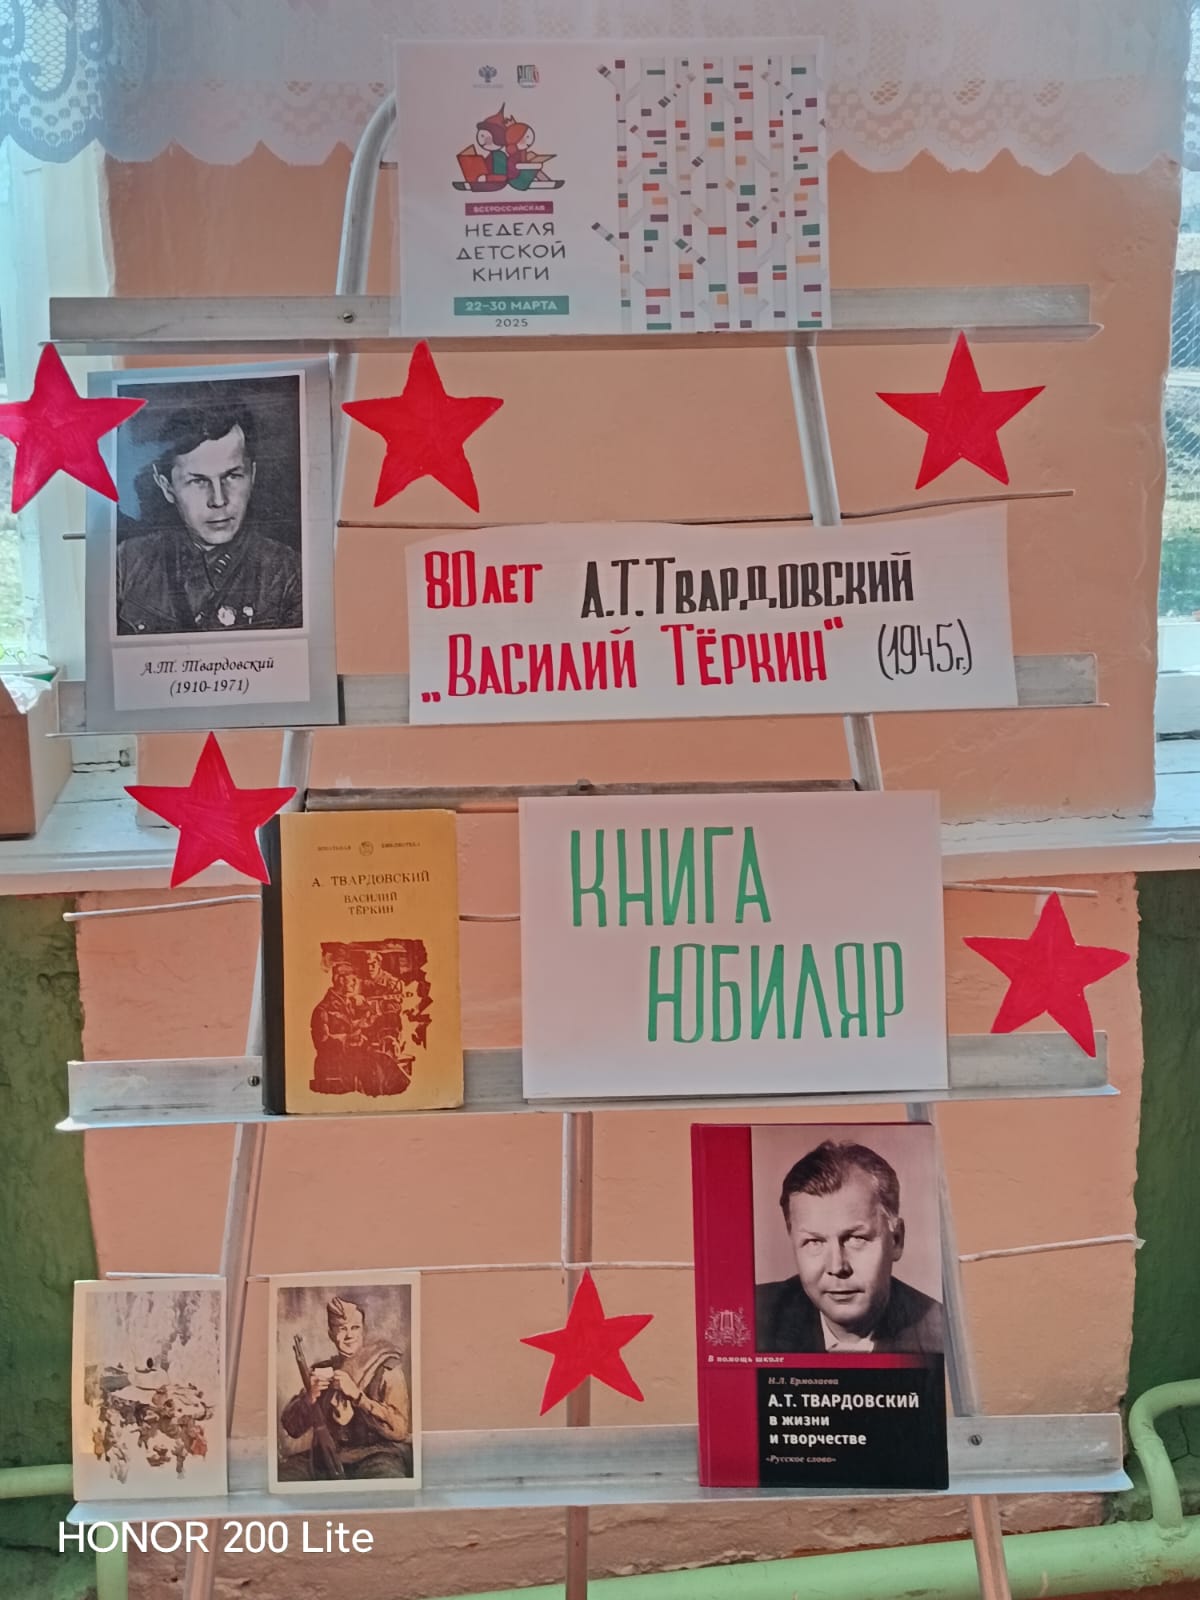 ВСЕРОССИЙСКАЯ
НЕДЕЛЯ
ДЕТСКОЙ
КНИГИ
22–30 МАРТА
2025
А.Т. Твардовский
(1910-1971)
80 ЛЕТ А.Т. ТВАРДОВСКИЙ
„ВАСИЛИЙ ТЁРКИН“ (1945г.)
ШКОЛЬНАЯ БИБЛИОТЕКА
А. ТВАРДОВСКИЙ
ВАСИЛИЙ
ТЁРКИН
КНИГА
ЮБИЛЯР
В помощь школе
Н.Л. Ермолаева
А.Т. ТВАРДОВСКИЙ
В ЖИЗНИ
И ТВОРЧЕСТВЕ
«Русское слово»
HONOR 200 Lite